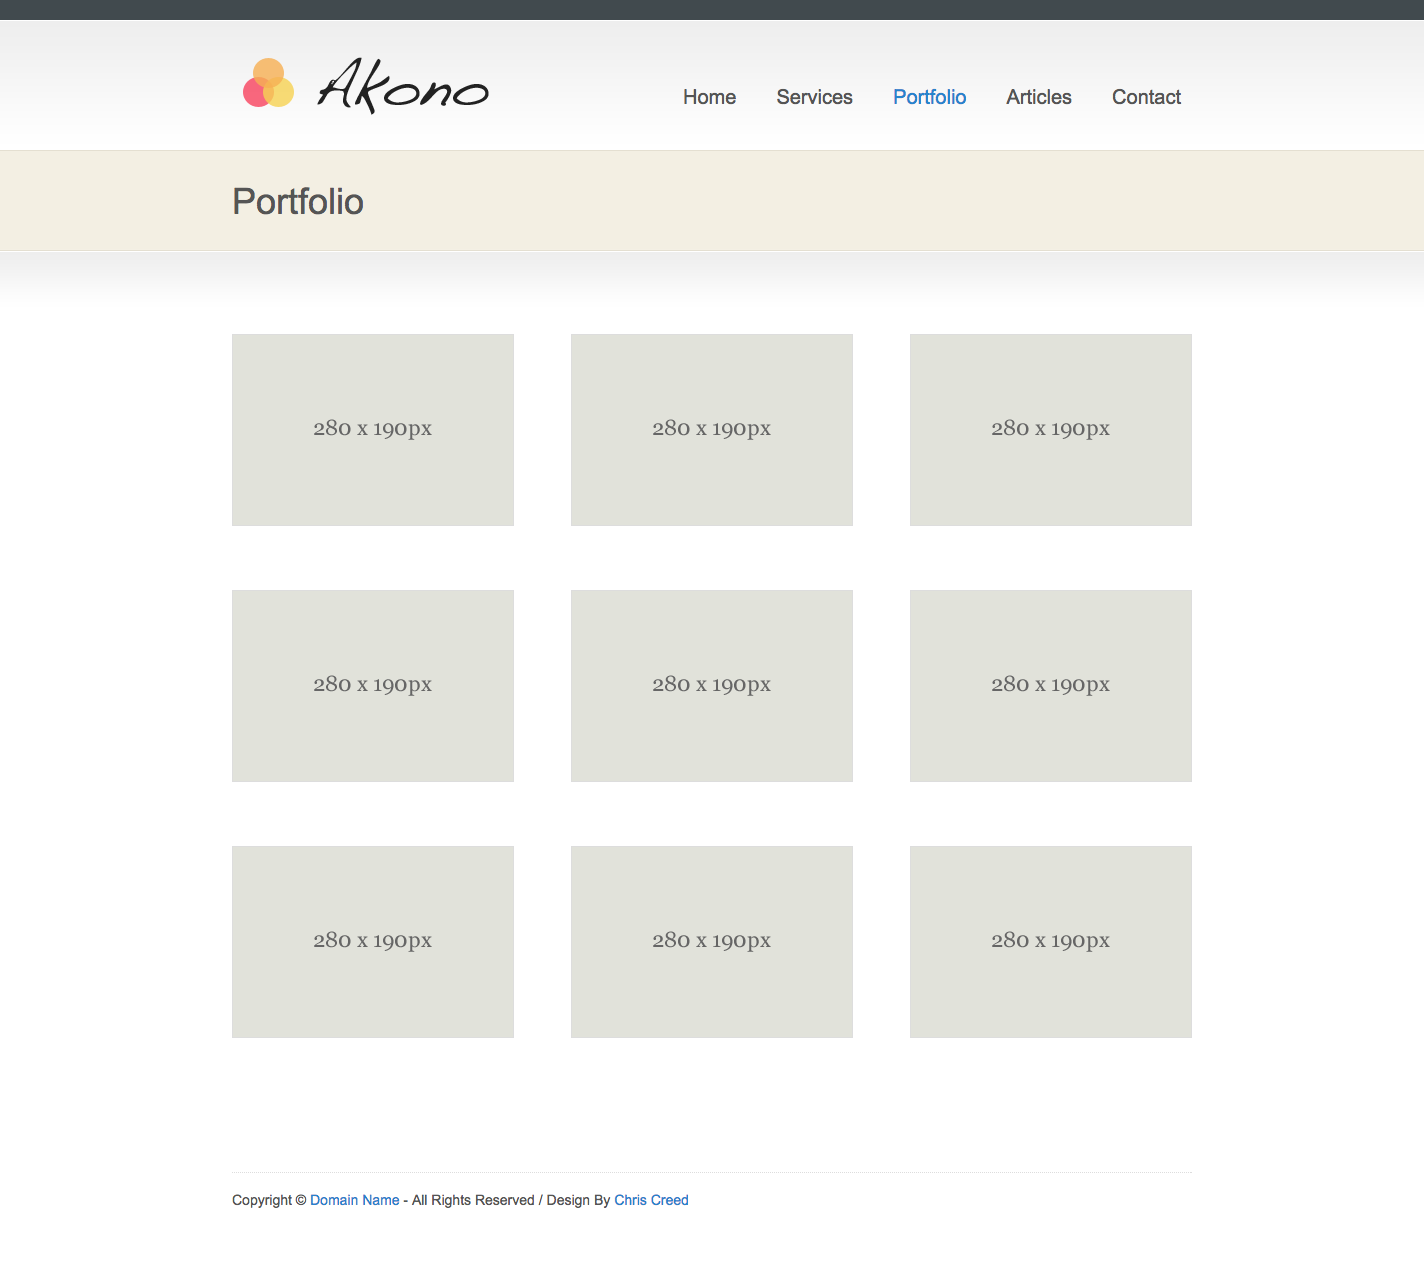 Akono
Home Services Portfolio Articles Contact
Portfolio
280 x 190px 280 x 190px 280 x 190px
280 x 190px 280 x 190px 280 x 190px
280 x 190px 280 x 190px 280 x 190px
Copyright © Domain Name - All Rights Reserved / Design By Chris Creed